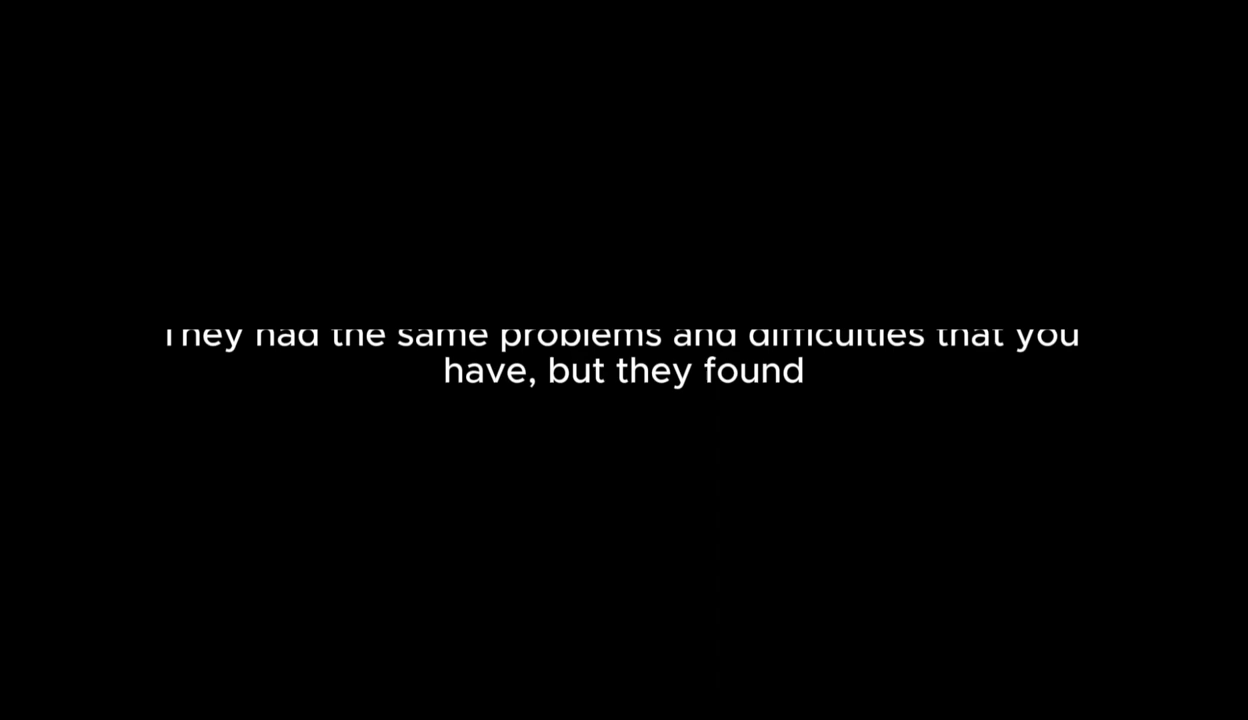 They had the same problems and difficulties that you
have, but they found